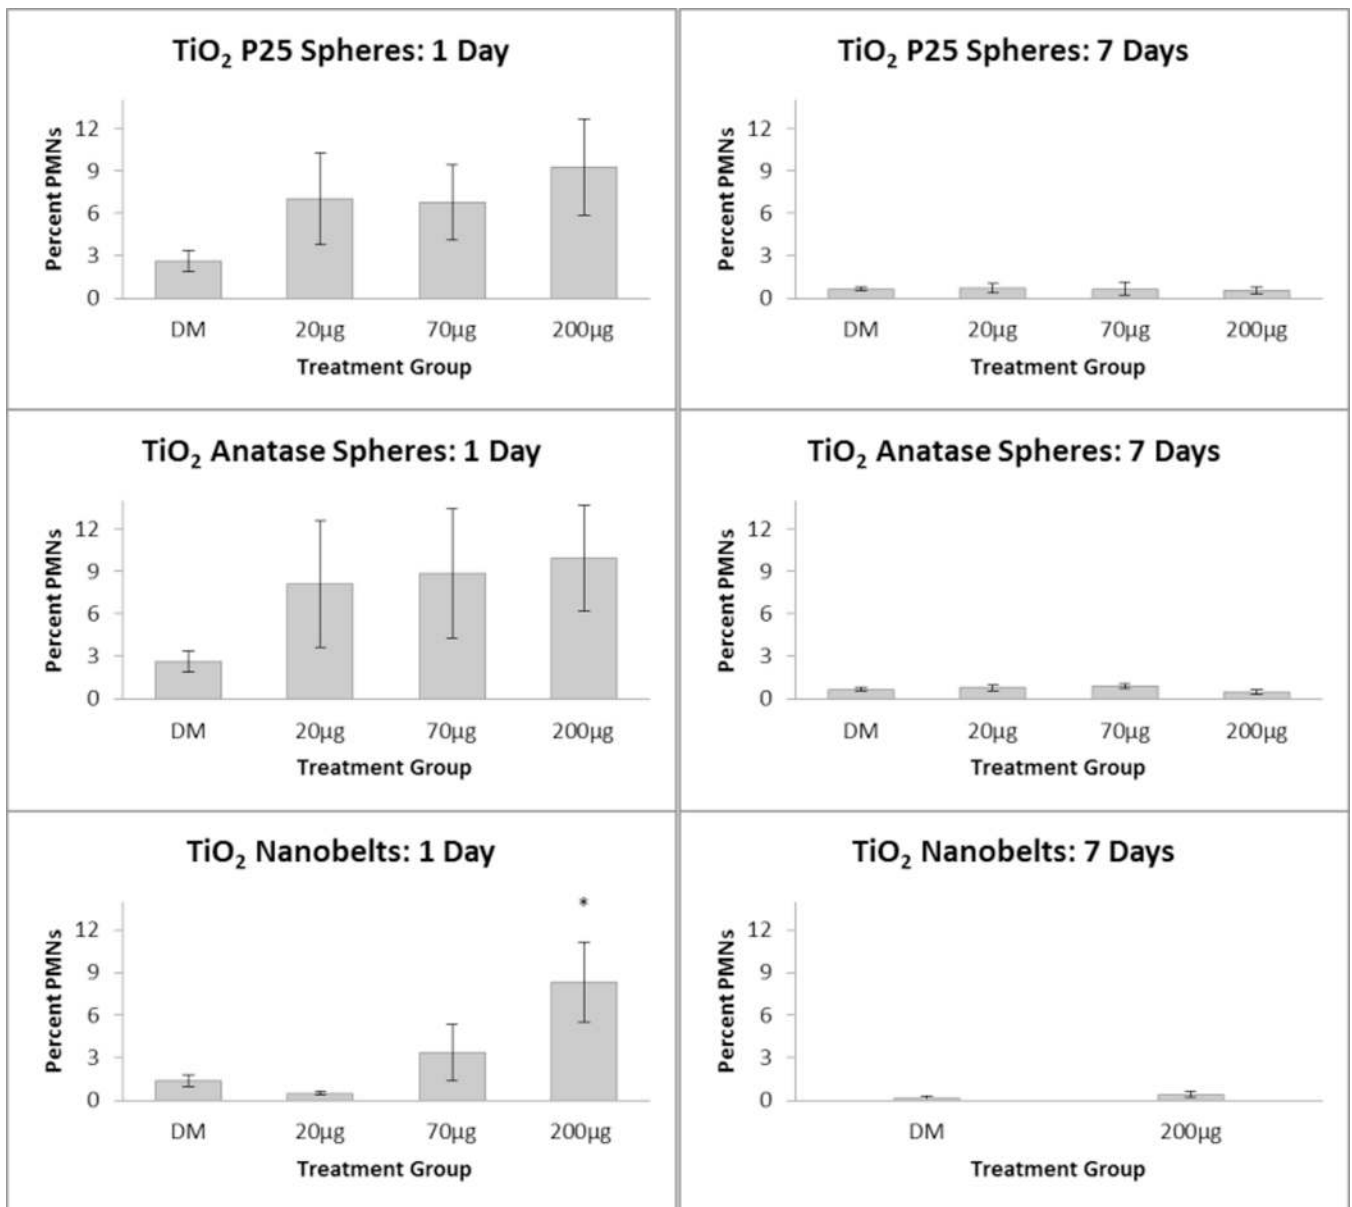 TiO₂ P25 Spheres: 1 Day
Percent PMNs
12
9
6
3
0
DM 20µg 70µg 200µg
Treatment Group
TiO₂ P25 Spheres: 7 Days
Percent PMNs
12
9
6
3
0
DM 20µg 70µg 200µg
Treatment Group
TiO₂ Anatase Spheres: 1 Day
Percent PMNs
12
9
6
3
0
DM 20µg 70µg 200µg
Treatment Group
TiO₂ Anatase Spheres: 7 Days
Percent PMNs
12
9
6
3
0
DM 20µg 70µg 200µg
Treatment Group
TiO₂ Nanobelts: 1 Day
Percent PMNs
*
12
9
6
3
0
DM 20µg 70µg 200µg
Treatment Group
TiO₂ Nanobelts: 7 Days
Percent PMNs
12
9
6
3
0
DM 200µg
Treatment Group